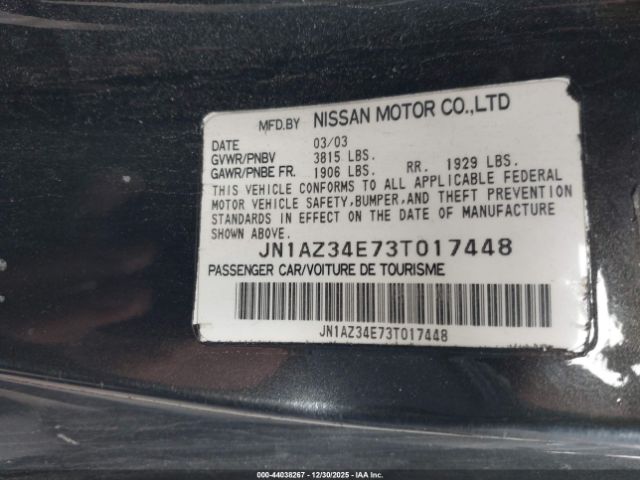 MFD.BY NISSAN MOTOR CO.,LTD
DATE 03/03
GVWR/PNBV 3815 LBS.
GAWR/PNBE FR. 1906 LBS. RR. 1929 LBS.
THIS VEHICLE CONFORMS TO ALL APPLICABLE FEDERAL
MOTOR VEHICLE SAFETY,BUMPER,AND THEFT PREVENTION
STANDARDS IN EFFECT ON THE DATE OF MANUFACTURE
SHOWN ABOVE.
JN1AZ34E73T017448
PASSENGER CAR/VOITURE DE TOURISME
JN1AZ34E73T017448
000-44038267 - 12/30/2025 - IAA Inc.